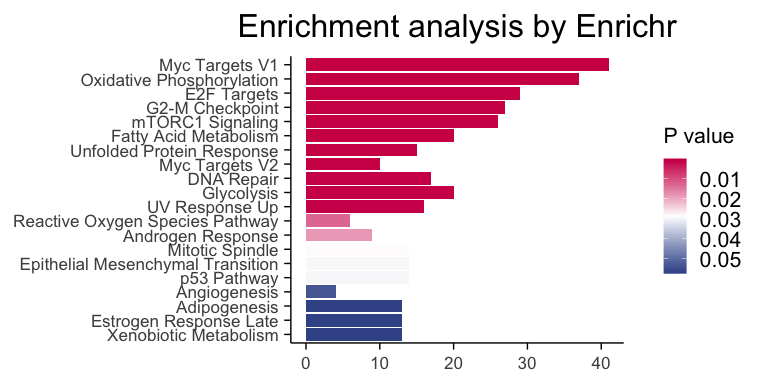 Enrichment analysis by Enrichr
Myc Targets V1
Oxidative Phosphorylation
E2F Targets
G2-M Checkpoint
mTORC1 Signaling
Fatty Acid Metabolism
Unfolded Protein Response
Myc Targets V2
DNA Repair
Glycolysis
UV Response Up
Reactive Oxygen Species Pathway
Androgen Response
Mitotic Spindle
Epithelial Mesenchymal Transition
p53 Pathway
Angiogenesis
Adipogenesis
Estrogen Response Late
Xenobiotic Metabolism
0 10 20 30 40
P value
0.01
0.02
0.03
0.04
0.05